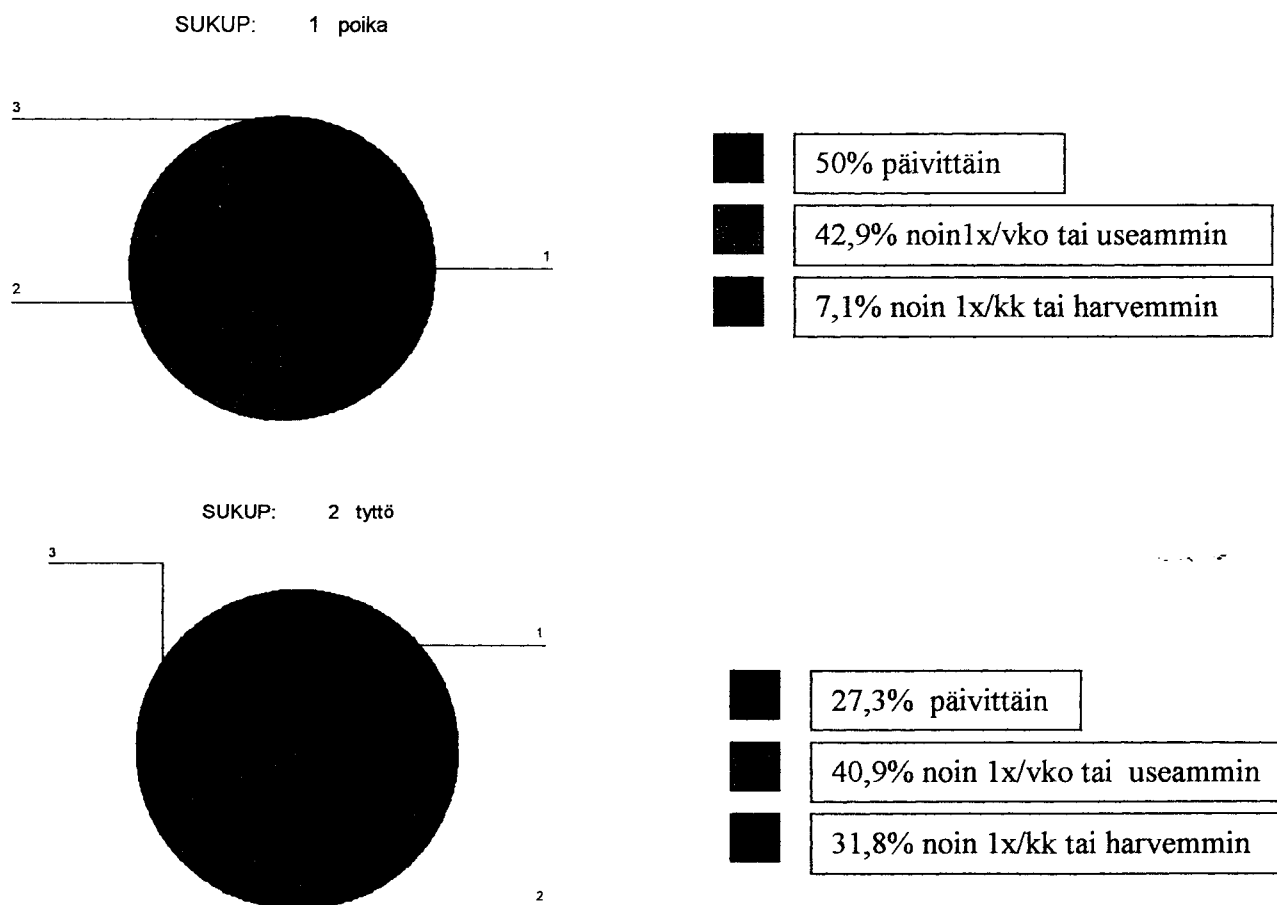 SUKUP: 1 poika
3
1
2
50% päivittäin
42,9% noin1x/vko tai useammin
7,1% noin 1x/kk tai harvemmin
SUKUP: 2 tyttö
3
1
2
27,3% päivittäin
40,9% noin 1x/vko tai useammin
31,8% noin 1x/kk tai harvemmin